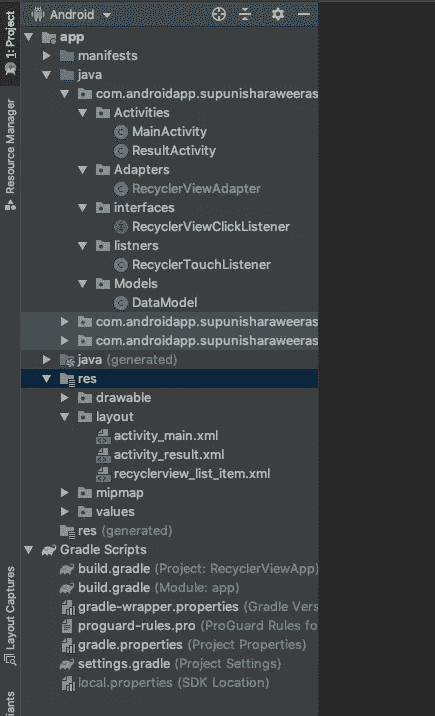 Android
1: Project
Resource Manager
app
manifests
java
com.androidapp.supunisharaweeras
Activities
MainActivity
ResultActivity
Adapters
RecyclerViewAdapter
interfaces
RecyclerViewClickListener
listners
RecyclerTouchListener
Models
DataModel
com.androidapp.supunisharaweeras
com.androidapp.supunisharaweeras
java (generated)
res
drawable
layout
activity_main.xml
activity_result.xml
recyclerview_list_item.xml
mipmap
values
res (generated)
Gradle Scripts
build.gradle (Project: RecyclerViewApp)
build.gradle (Module: app)
gradle-wrapper.properties (Gradle Vers
proguard-rules.pro (ProGuard Rules fo
gradle.properties (Project Properties)
settings.gradle (Project Settings)
local.properties (SDK Location)
Layout Captures
iants